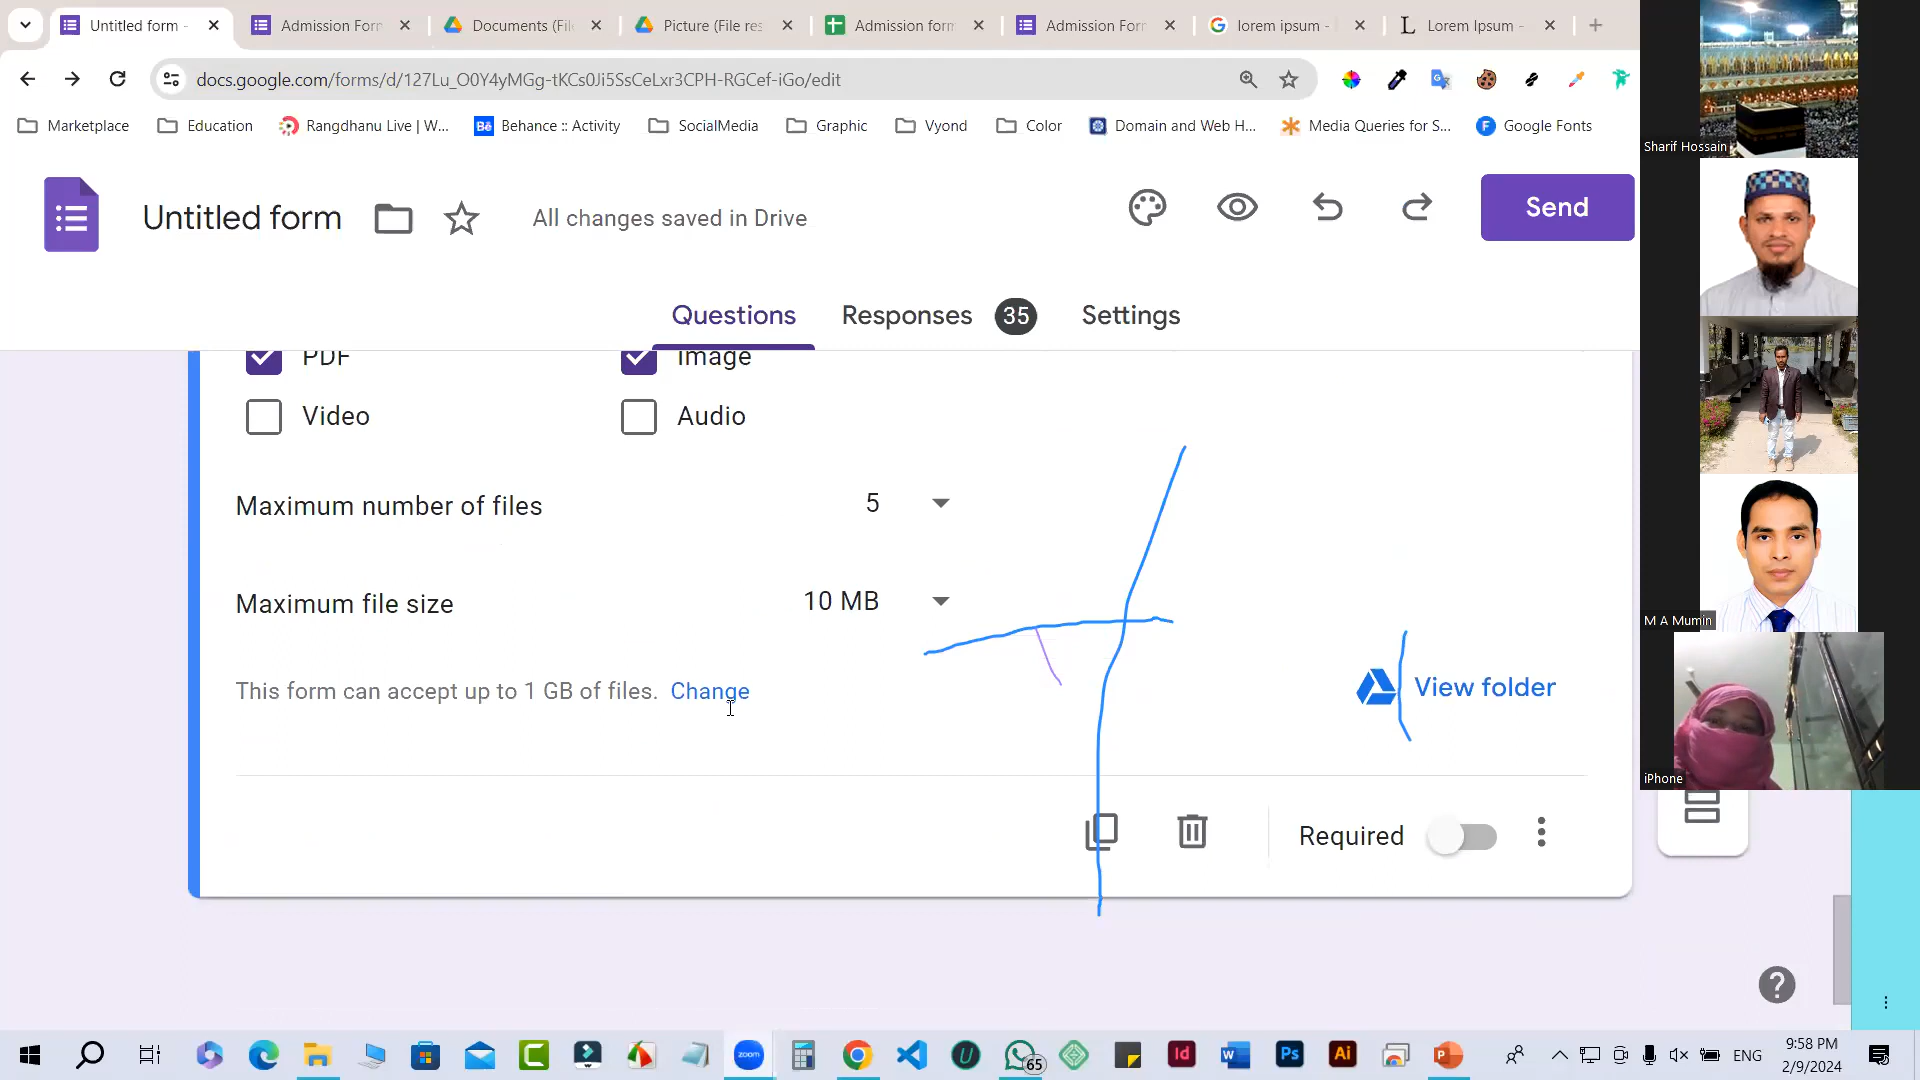 Untitled form -
Admission For
Documents (Fil
Picture (File res
Admission form
Admission For
lorem ipsum -
Lorem Ipsum -
docs.google.com/forms/d/127Lu_O0Y4yMGg-tKCs0Ji5SsCeLxr3CPH-RGCef-iGo/edit
Marketplace
Education
Rangdhanu Live | W...
Behance :: Activity
SocialMedia
Graphic
Vyond
Color
Domain and Web H...
Media Queries for S...
Google Fonts
Sharif Hossain
Untitled form
All changes saved in Drive
Send
Questions
Responses 35
Settings
PDF
Image
Video
Audio
Maximum number of files 5
Maximum file size 10 MB
M A Mumin
This form can accept up to 1 GB of files. Change
View folder
iPhone
Required
zoom
65
ENG
9:58 PM
2/9/2024